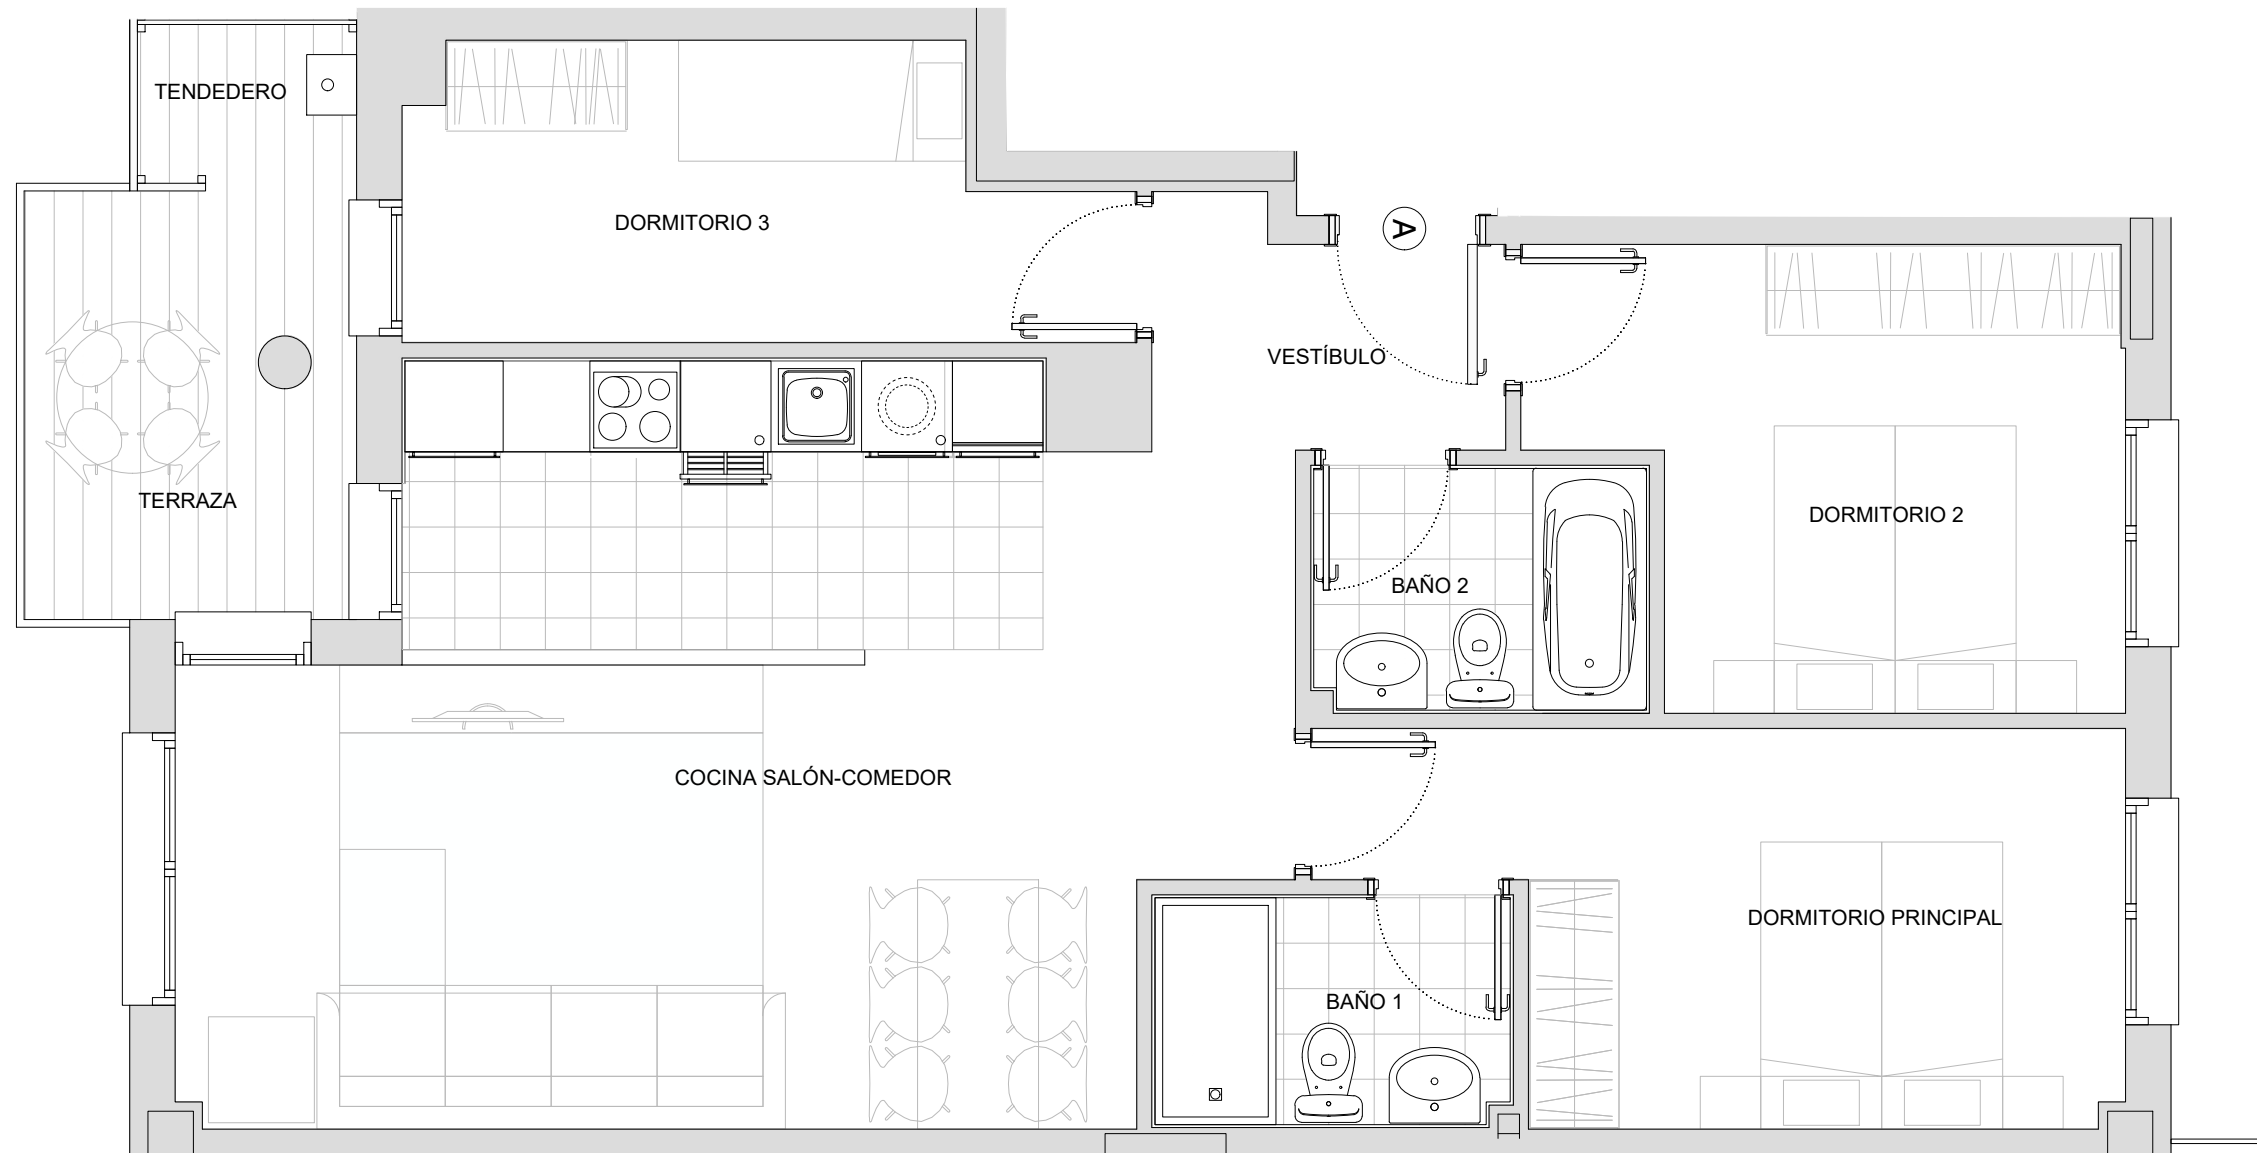 TENDEDERO
DORMITORIO 3
A
VESTÍBULO
TERRAZA
DORMITORIO 2
BAÑO 2
COCINA SALÓN-COMEDOR
DORMITORIO PRINCIPAL
BAÑO 1